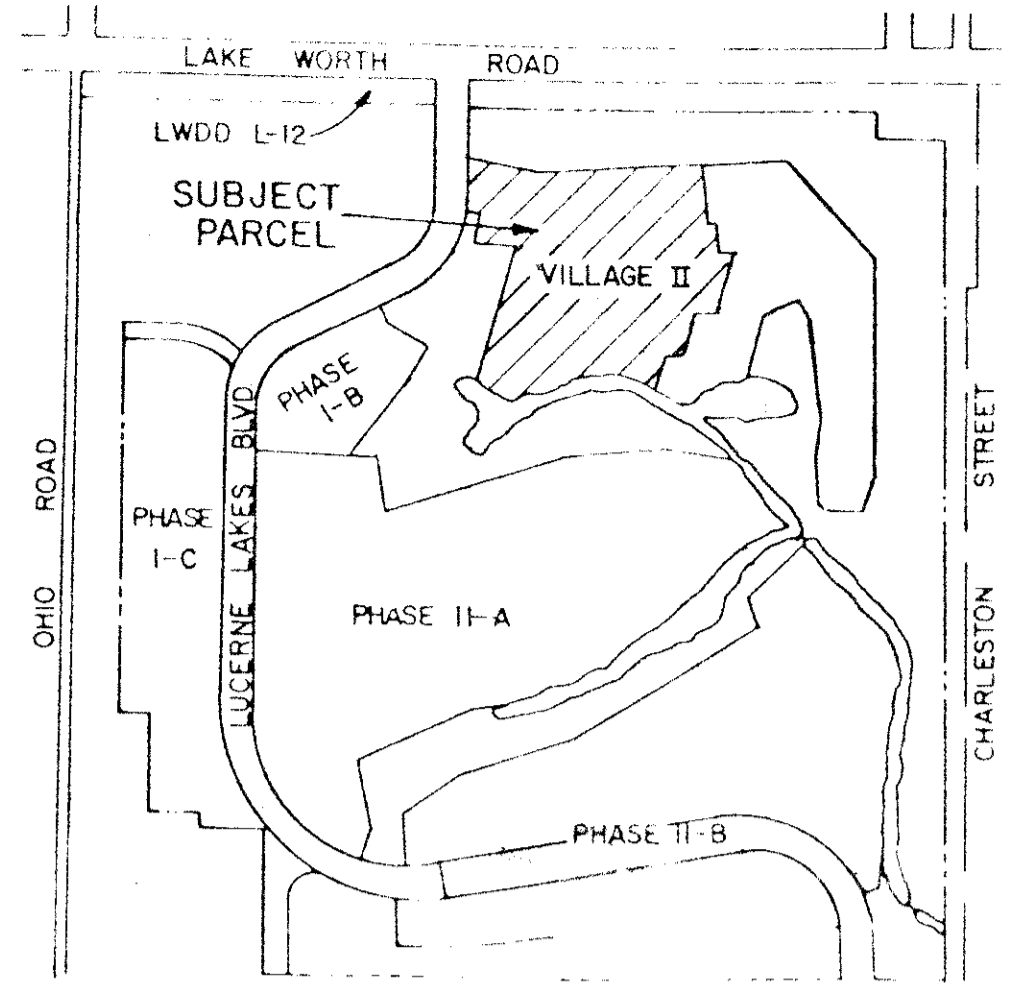 LAKE WORTH ROAD
LWDD L-12
SUBJECT
PARCEL
VILLAGE II
PHASE
I-B
OHIO ROAD
PHASE
I-C
LUCERNE LAKES BLVD
PHASE II-A
CHARLESTON STREET
PHASE II-B